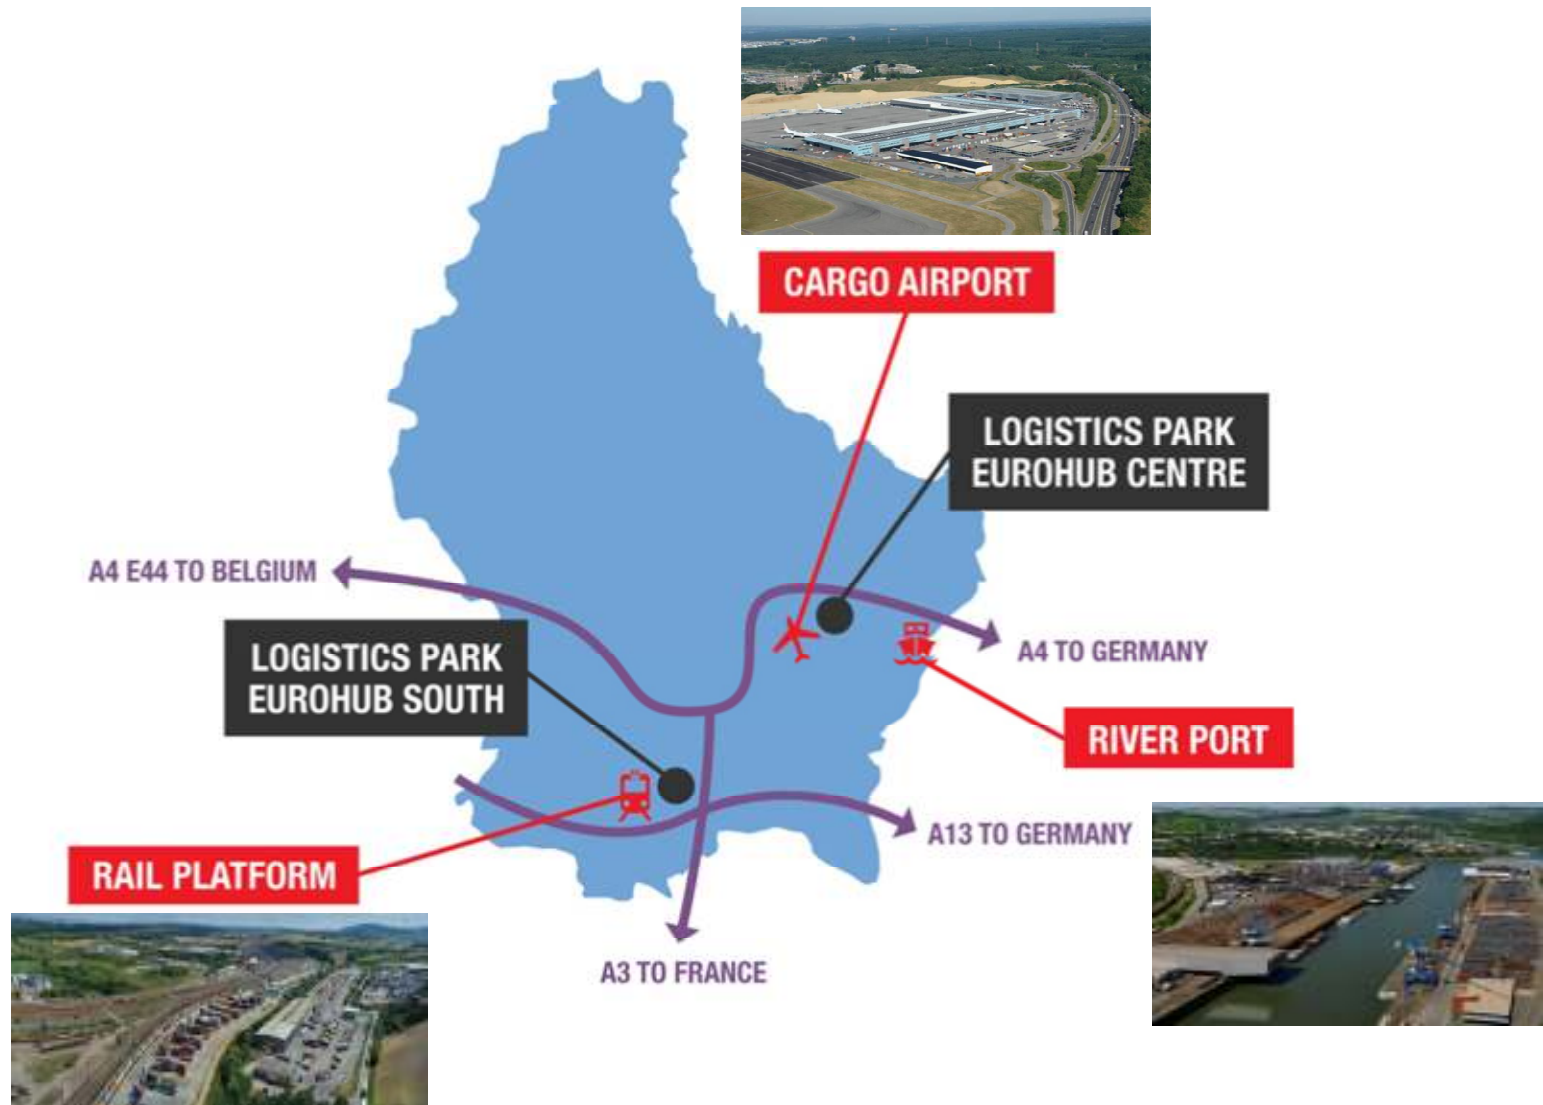 CARGO AIRPORT
LOGISTICS PARK
EUROHUB CENTRE
A4 E44 TO BELGIUM
LOGISTICS PARK
EUROHUB SOUTH
A4 TO GERMANY
RIVER PORT
A13 TO GERMANY
RAIL PLATFORM
A3 TO FRANCE